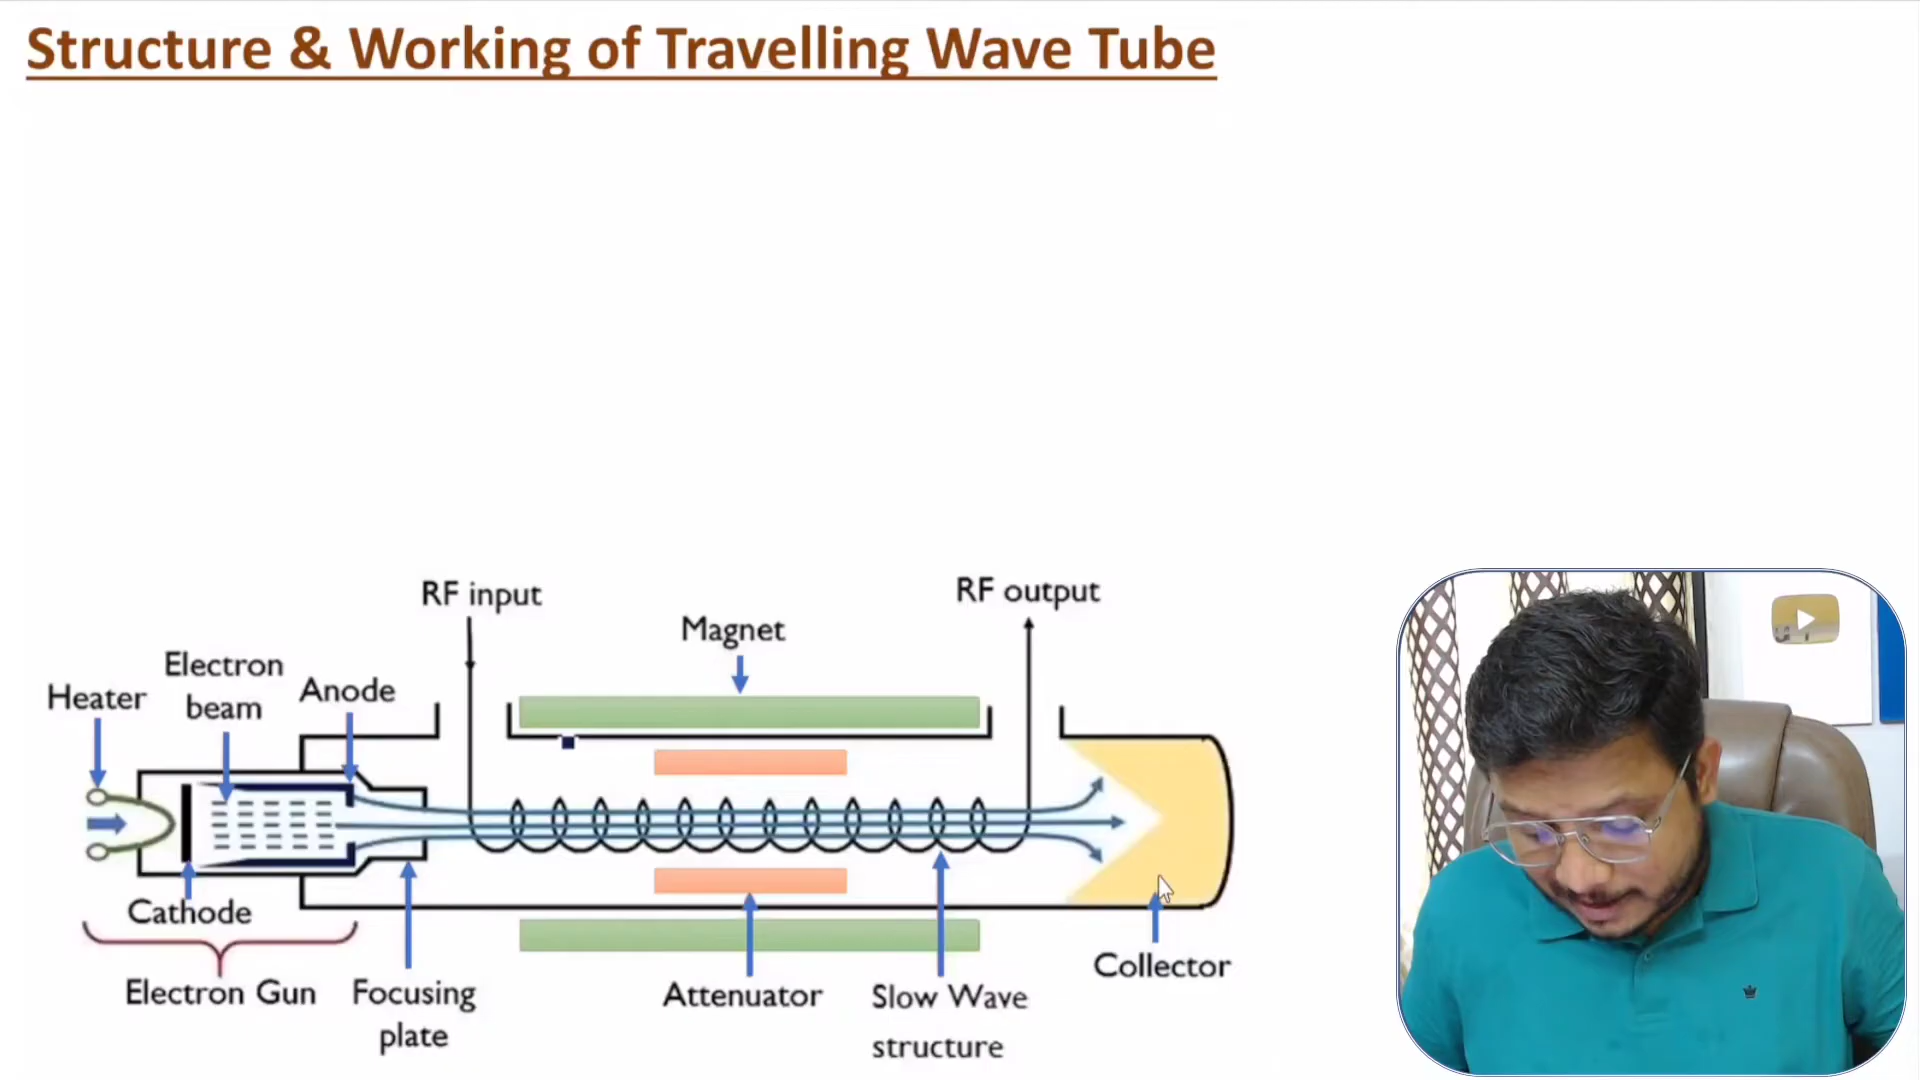 Structure & Working of Travelling Wave Tube
RF input
RF output
Magnet
Electron
beam
Anode
Heater
Cathode
Collector
Electron Gun
Focusing
plate
Attenuator
Slow Wave
structure